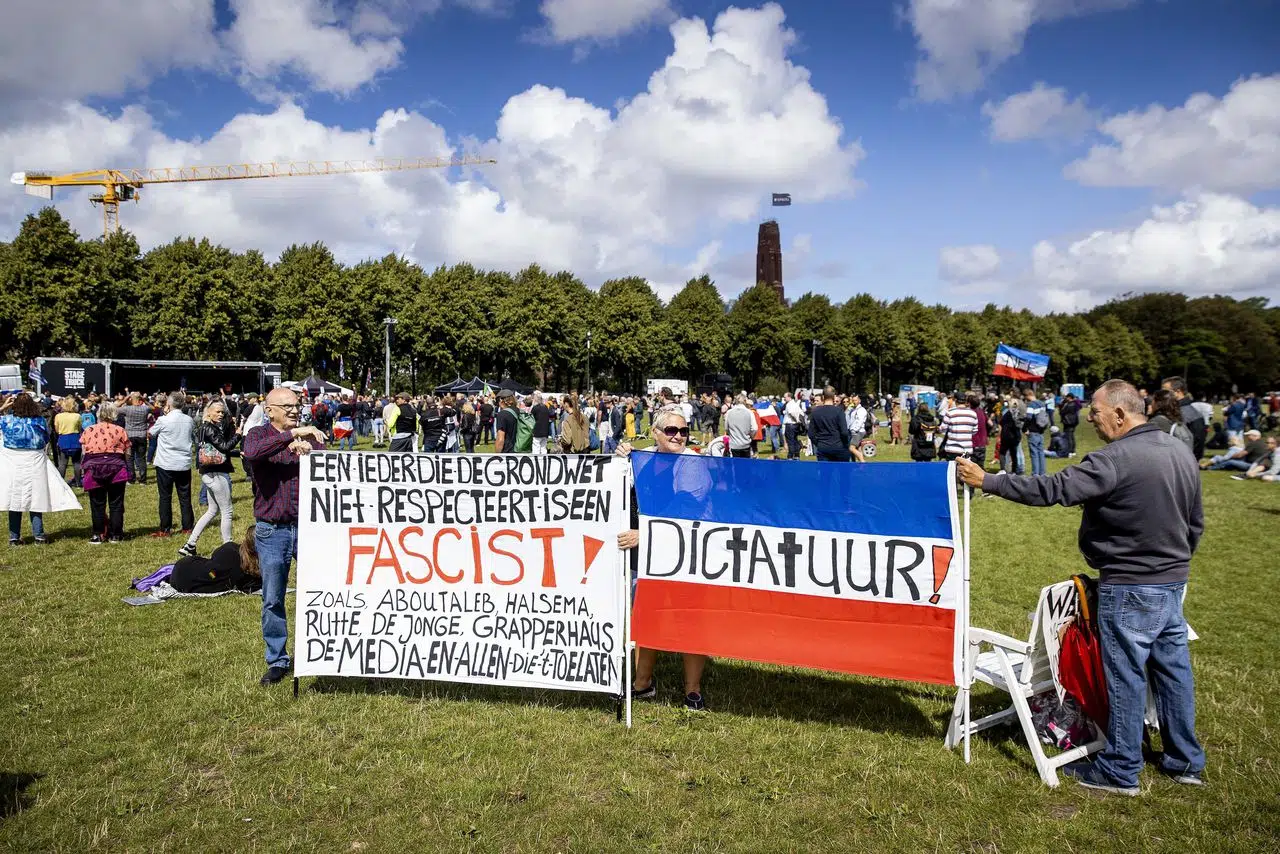 EEN IEDER DIE DE GRONDWET
NIET RESPECTEERT IS EEN
FASCIST!
ZOALS, ABOUTALEB, HALSEMA,
RUTTE, DE JONGE, GRAPPERHAUS
DE-MEDIA-EN-ALLEN-DIE-'T-TOELATEN
DICTATUUR!
STAGE
TRUCK
WA